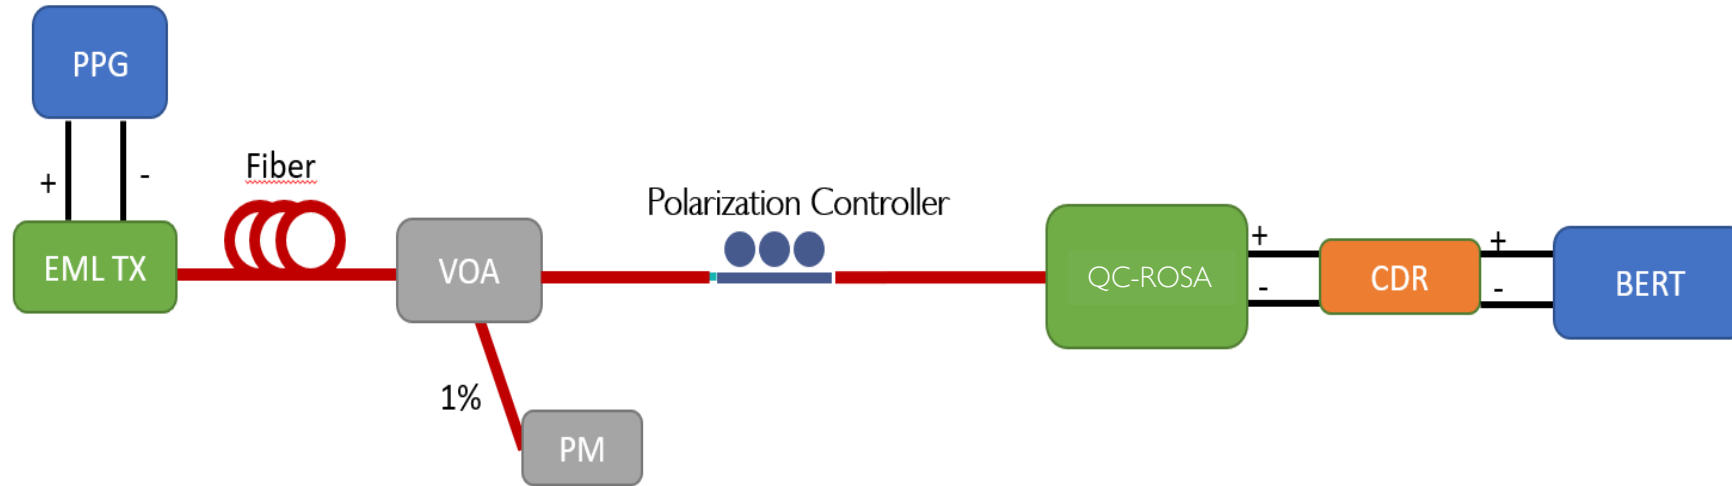 PPG
+
-
Fiber
EML TX
VOA
1%
PM
Polarization Controller
QC-ROSA
+
-
CDR
+
-
BERT